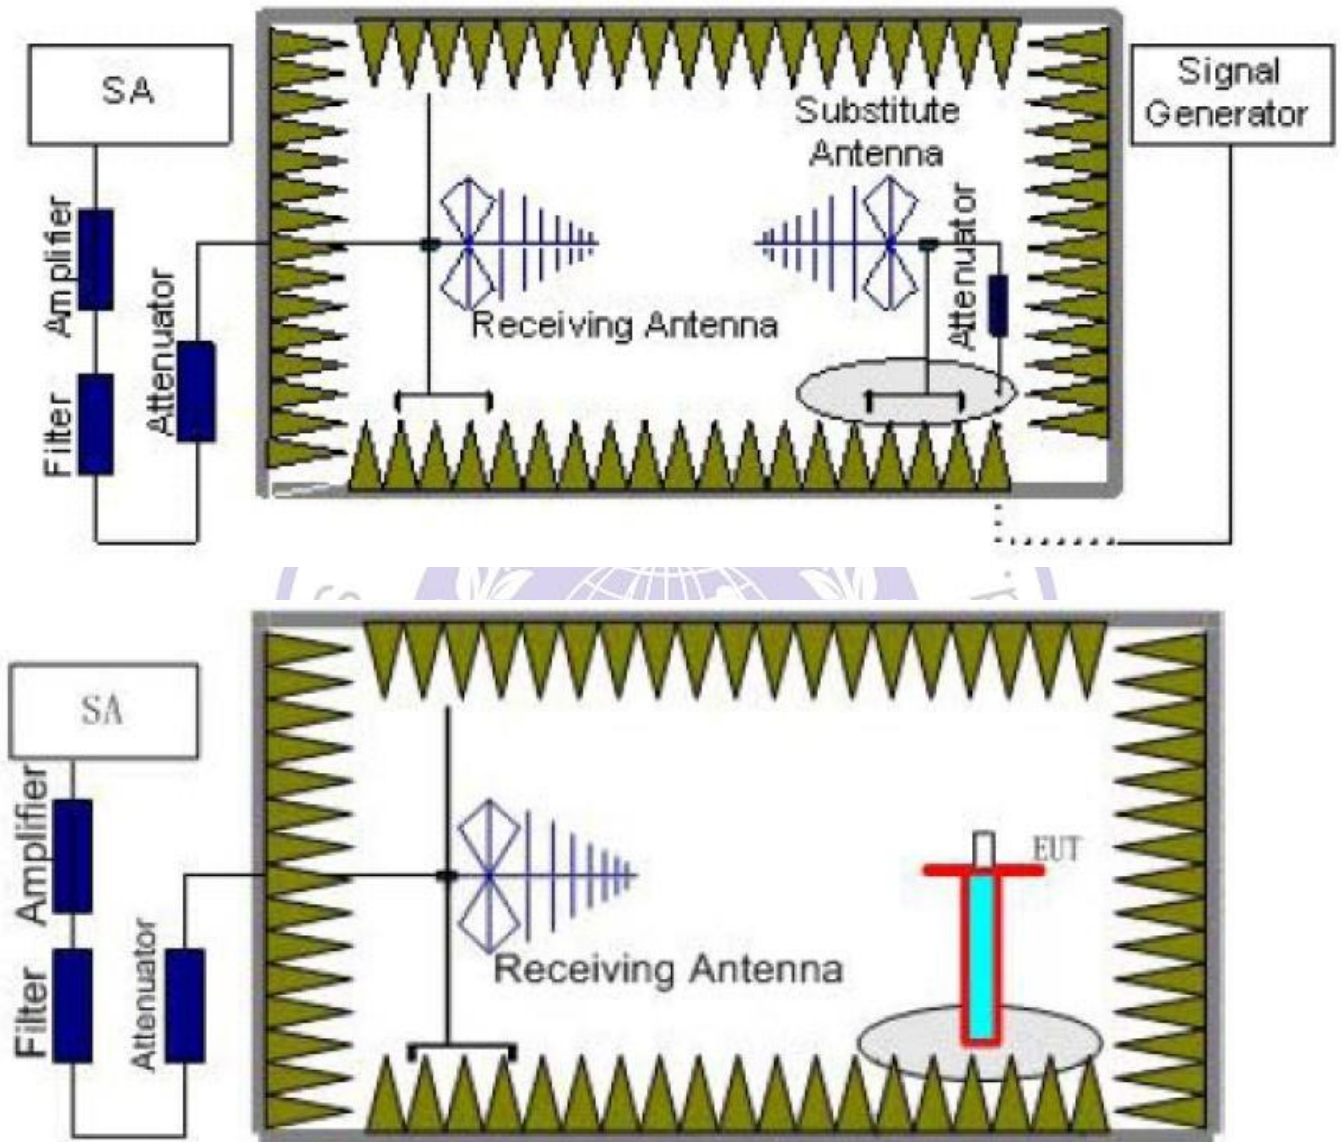 SA
Signal
Generator
Substitute
Antenna
Amplifier
Attenuator
Attenuator
Receiving Antenna
Filter
SA
Amplifier
EUT
Attenuator
Receiving Antenna
Filter